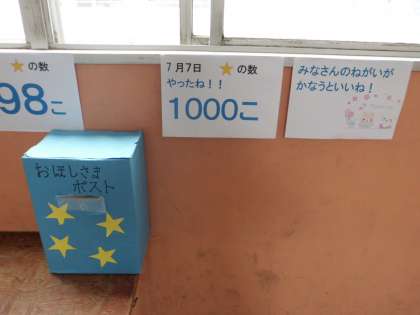 ★の数
98こ
7月7日 ★の数
やったね！！
1000こ
みなさんのねがいが
かなうといいね！
おほしさま
ポスト